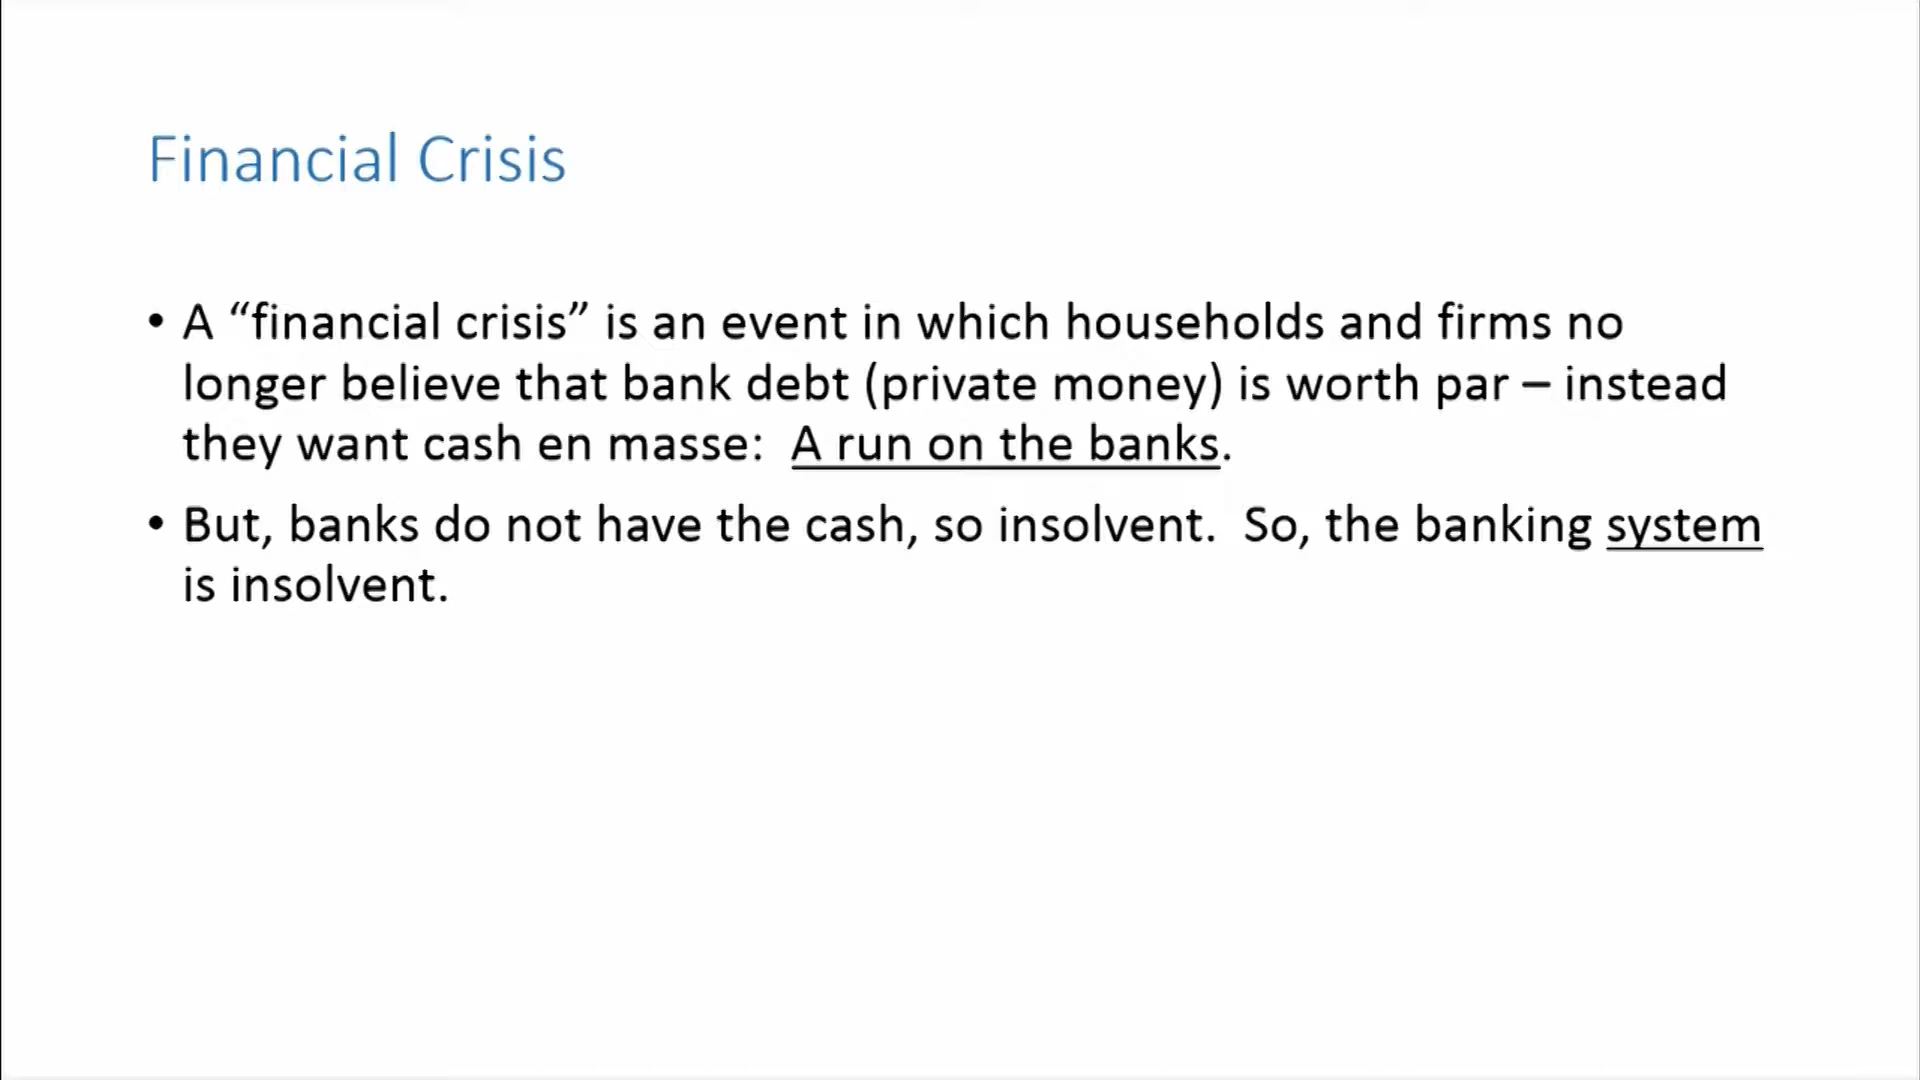 Financial Crisis
• A “financial crisis” is an event in which households and firms no
longer believe that bank debt (private money) is worth par – instead
they want cash en masse:  A run on the banks.
• But, banks do not have the cash, so insolvent.  So, the banking system
is insolvent.